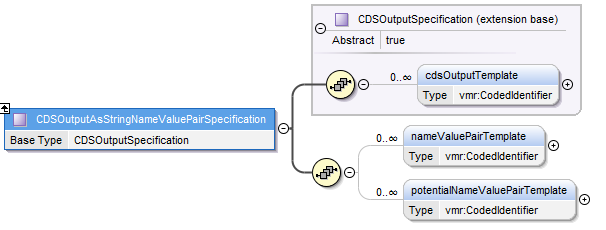 CDSOutputSpecification (extension base)
Abstract true
0..∞
cdsOutputTemplate
Type vmr:CodedIdentifier
CDSOutputAsStringNameValuePairSpecification
Base Type CDSOutputSpecification
0..∞
nameValuePairTemplate
Type vmr:CodedIdentifier
0..∞
potentialNameValuePairTemplate
Type vmr:CodedIdentifier